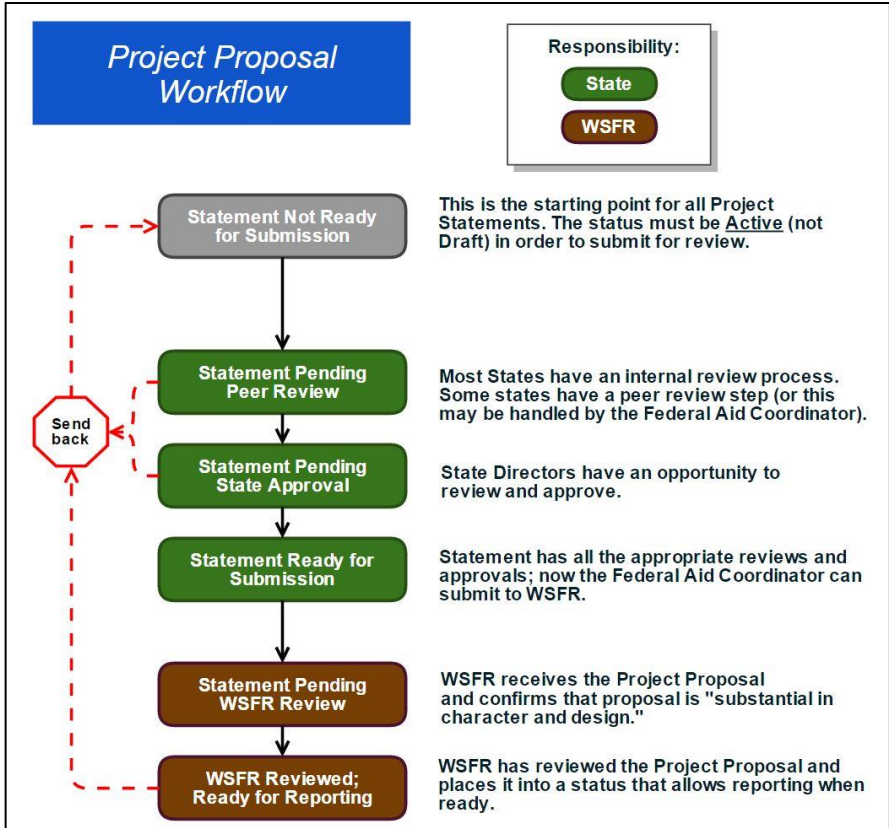 Project Proposal
Workflow
Responsibility:
State
WSFR
Statement Not Ready
for Submission
This is the starting point for all Project
Statements. The status must be Active (not
Draft) in order to submit for review.
Statement Pending
Peer Review
Most States have an internal review process.
Some states have a peer review step (or this
may be handled by the Federal Aid Coordinator).
Send
back
Statement Pending
State Approval
State Directors have an opportunity to
review and approve.
Statement Ready for
Submission
Statement has all the appropriate reviews and
approvals; now the Federal Aid Coordinator can
submit to WSFR.
Statement Pending
WSFR Review
WSFR receives the Project Proposal
and confirms that proposal is "substantial in
character and design."
WSFR Reviewed;
Ready for Reporting
WSFR has reviewed the Project Proposal and
places it into a status that allows reporting when
ready.